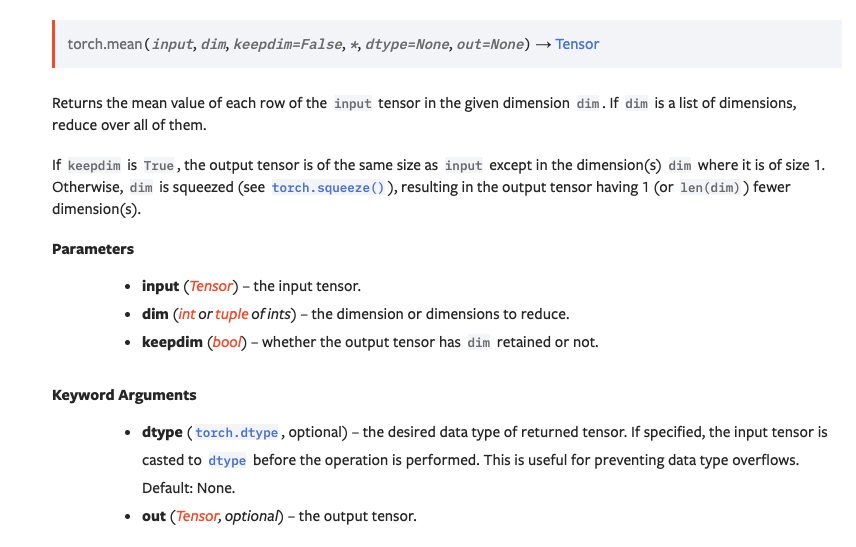 torch.mean(input, dim, keepdim=False, *, dtype=None, out=None) → Tensor
Returns the mean value of each row of the input tensor in the given dimension dim. If dim is a list of dimensions,
reduce over all of them.
If keepdim is True, the output tensor is of the same size as input except in the dimension(s) dim where it is of size 1.
Otherwise, dim is squeezed (see torch.squeeze()), resulting in the output tensor having 1 (or len(dim)) fewer
dimension(s).
Parameters
• input (Tensor) – the input tensor.
• dim (int or tuple of ints) – the dimension or dimensions to reduce.
• keepdim (bool) – whether the output tensor has dim retained or not.
Keyword Arguments
• dtype (torch.dtype, optional) – the desired data type of returned tensor. If specified, the input tensor is
casted to dtype before the operation is performed. This is useful for preventing data type overflows.
Default: None.
• out (Tensor, optional) – the output tensor.